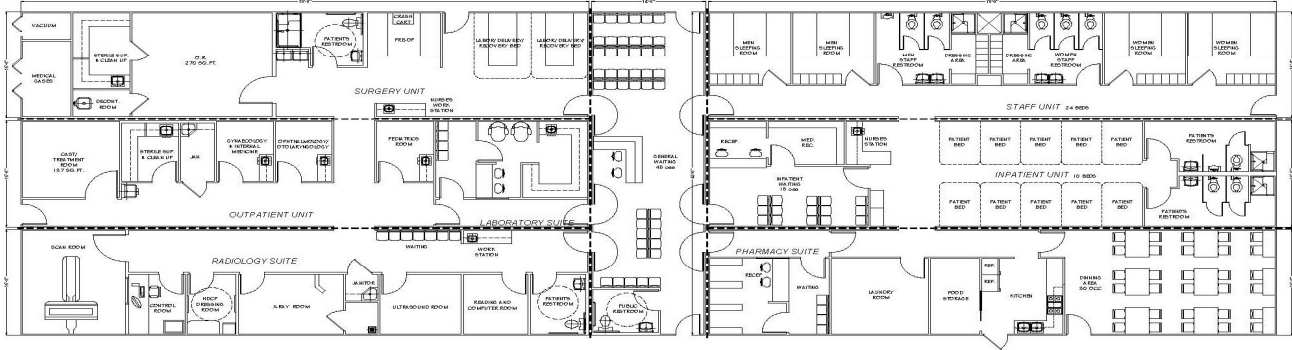 VACUUM
MEDICAL
GASES
STERILE SUP.
& CLEAN UP
DECONT.
ROOM
O.R.
270 SQ. FT.
PATIENT'S
RESTROOM
CRASH
CART
PRE-OP
LABOR/ DELIVERY/
RECOVERY BED
LABOR/ DELIVERY/
RECOVERY BED
SURGERY UNIT
NURSES
WORK
STATION
MEN
SLEEPING
ROOM
MEN
SLEEPING
ROOM
MEN
STAFF
RESTROOM
DRESSING
AREA
DRESSING
AREA
WOMEN
STAFF
RESTROOM
WOMEN
SLEEPING
ROOM
WOMEN
SLEEPING
ROOM
STAFF UNIT 24 BEDS
CAST/
TREATMENT
ROOM
STERILE SUP.
& CLEAN UP
JAN
GYNAECOLOGY
& INTERNAL
MEDICINE
OPHTHALMOLOGY/
OTOLARYNGOLOGY
PEDIATRICS
ROOM
OUTPATIENT UNIT
LABORATORY SUITE
GENERAL
WAITING
RECEP.
MED.
REC.
NURSES
STATION
INPATIENT
WAITING
PATIENT
BED
PATIENT
BED
PATIENT
BED
PATIENT
BED
PATIENT
BED
INPATIENT UNIT 10 BEDS
PATIENT
BED
PATIENT
BED
PATIENT
BED
PATIENT
BED
PATIENT
BED
PATIENT'S
RESTROOM
PATIENT'S
RESTROOM
SCAN ROOM
RADIOLOGY SUITE
WAITING
WORK
STATION
CONTROL
ROOM
HDCP
DRESSING
ROOM
X-RAY ROOM
JANITOR
ULTRASOUND ROOM
READING AND
COMPUTER ROOM
PATIENT'S
RESTROOM
PUBLIC
RESTROOM
PHARMACY SUITE
RECEP
WAITING
LAUNDRY
ROOM
FOOD
STORAGE
REF.
REF.
KITCHEN
DINNING
AREA